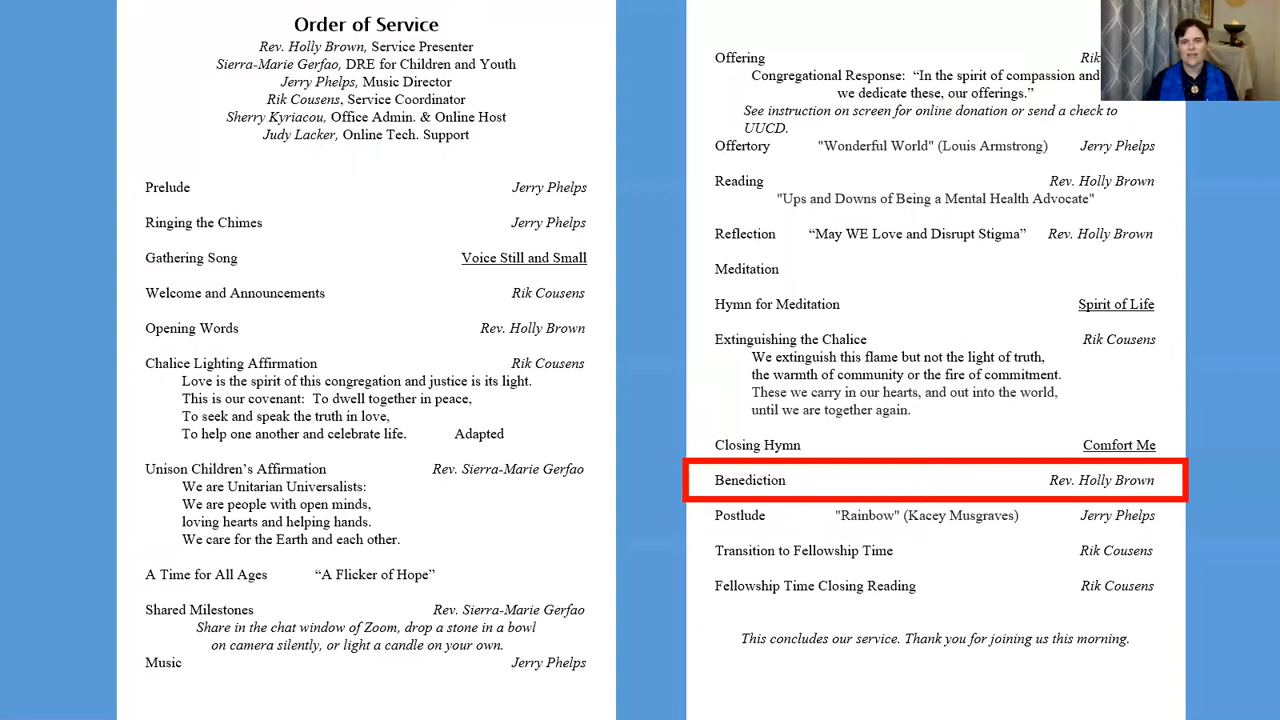 Order of Service
Rev. Holly Brown, Service Presenter
Sierra-Marie Gerfao, DRE for Children and Youth
Jerry Phelps, Music Director
Rik Cousens, Service Coordinator
Sherry Kyriacou, Office Admin. & Online Host
Judy Lacker, Online Tech. Support
Prelude Jerry Phelps
Ringing the Chimes Jerry Phelps
Gathering Song Voice Still and Small
Welcome and Announcements Rik Cousens
Opening Words Rev. Holly Brown
Chalice Lighting Affirmation Rik Cousens
Love is the spirit of this congregation and justice is its light.
This is our covenant: To dwell together in peace,
To seek and speak the truth in love,
To help one another and celebrate life. Adapted
Unison Children’s Affirmation Rev. Sierra-Marie Gerfao
We are Unitarian Universalists:
We are people with open minds,
loving hearts and helping hands.
We care for the Earth and each other.
A Time for All Ages “A Flicker of Hope”
Shared Milestones Rev. Sierra-Marie Gerfao
Share in the chat window of Zoom, drop a stone in a bowl
on camera silently, or light a candle on your own.
Music Jerry Phelps
Offering Rik
Congregational Response: “In the spirit of compassion and
we dedicate these, our offerings.”
See instruction on screen for online donation or send a check to
UUCD.
Offertory "Wonderful World" (Louis Armstrong) Jerry Phelps
Reading Rev. Holly Brown
"Ups and Downs of Being a Mental Health Advocate"
Reflection “May WE Love and Disrupt Stigma” Rev. Holly Brown
Meditation
Hymn for Meditation Spirit of Life
Extinguishing the Chalice Rik Cousens
We extinguish this flame but not the light of truth,
the warmth of community or the fire of commitment.
These we carry in our hearts, and out into the world,
until we are together again.
Closing Hymn Comfort Me
Benediction Rev. Holly Brown
Postlude "Rainbow" (Kacey Musgraves) Jerry Phelps
Transition to Fellowship Time Rik Cousens
Fellowship Time Closing Reading Rik Cousens
This concludes our service. Thank you for joining us this morning.